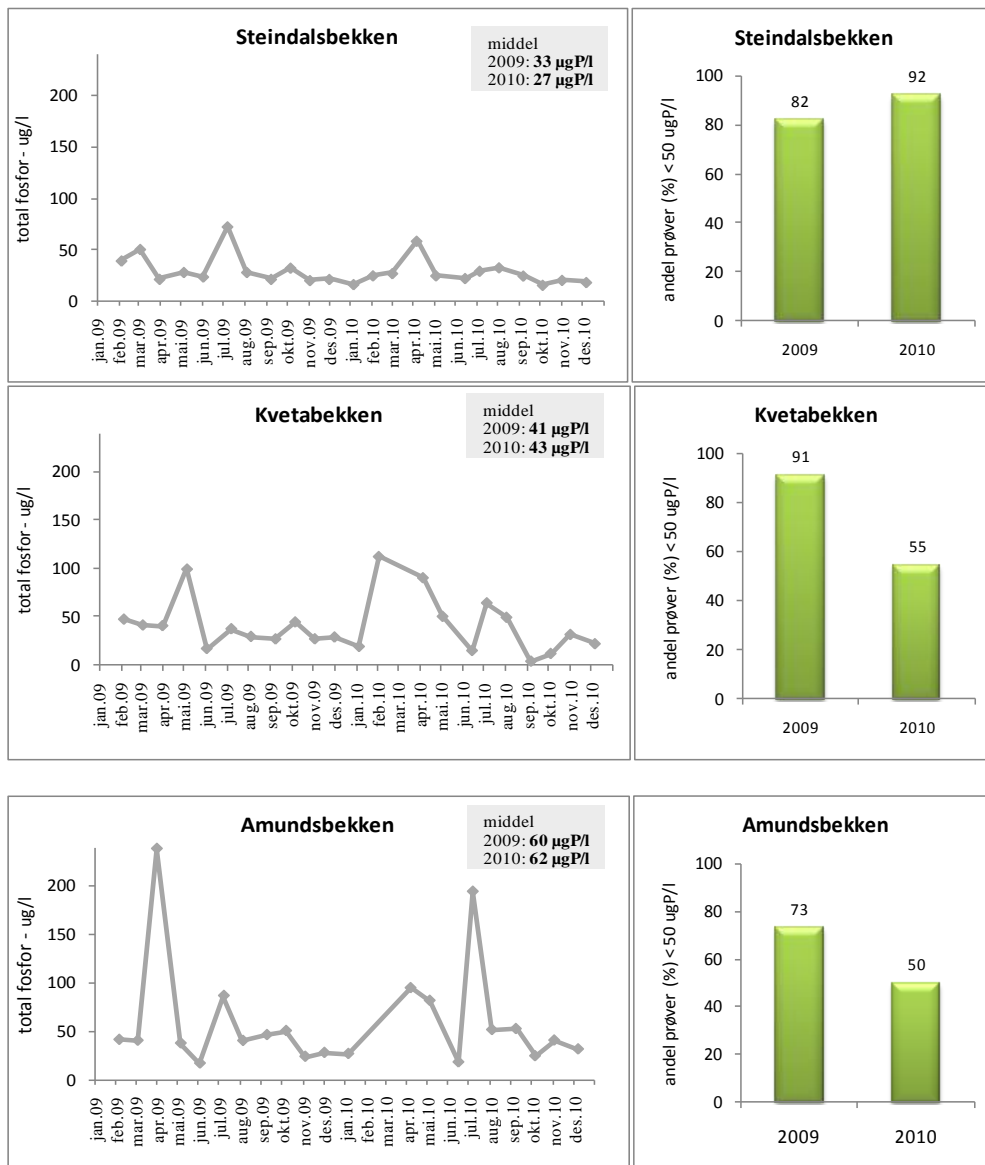 Steindalsbekken
middel
2009: 33 µgP/l
2010: 27 µgP/l
total fosfor - ug/l
200
150
100
50
0
jan.09
feb.09
mar.09
apr.09
mai.09
jun.09
jul.09
aug.09
sep.09
okt.09
nov.09
des.09
jan.10
feb.10
mar.10
apr.10
mai.10
jun.10
jul.10
aug.10
sep.10
okt.10
nov.10
des.10
Steindalsbekken
andel prøver (%) < 50 ugP/l
100
80
60
40
20
0
82
92
2009
2010
Kvetabekken
middel
2009: 41 µgP/l
2010: 43 µgP/l
total fosfor - ug/l
200
150
100
50
0
jan.09
feb.09
mar.09
apr.09
mai.09
jun.09
jul.09
aug.09
sep.09
okt.09
nov.09
des.09
jan.10
feb.10
mar.10
apr.10
mai.10
jun.10
jul.10
aug.10
sep.10
okt.10
nov.10
des.10
Kvetabekken
andel prøver (%) < 50 ugP/l
100
80
60
40
20
0
91
55
2009
2010
Amundsbekken
middel
2009: 60 µgP/l
2010: 62 µgP/l
total fosfor - ug/l
200
150
100
50
0
jan.09
feb.09
mar.09
apr.09
mai.09
jun.09
jul.09
aug.09
sep.09
okt.09
nov.09
des.09
jan.10
feb.10
mar.10
apr.10
mai.10
jun.10
jul.10
aug.10
sep.10
okt.10
nov.10
des.10
Amundsbekken
andel prøver (%) < 50 ugP/l
100
80
60
40
20
0
73
50
2009
2010